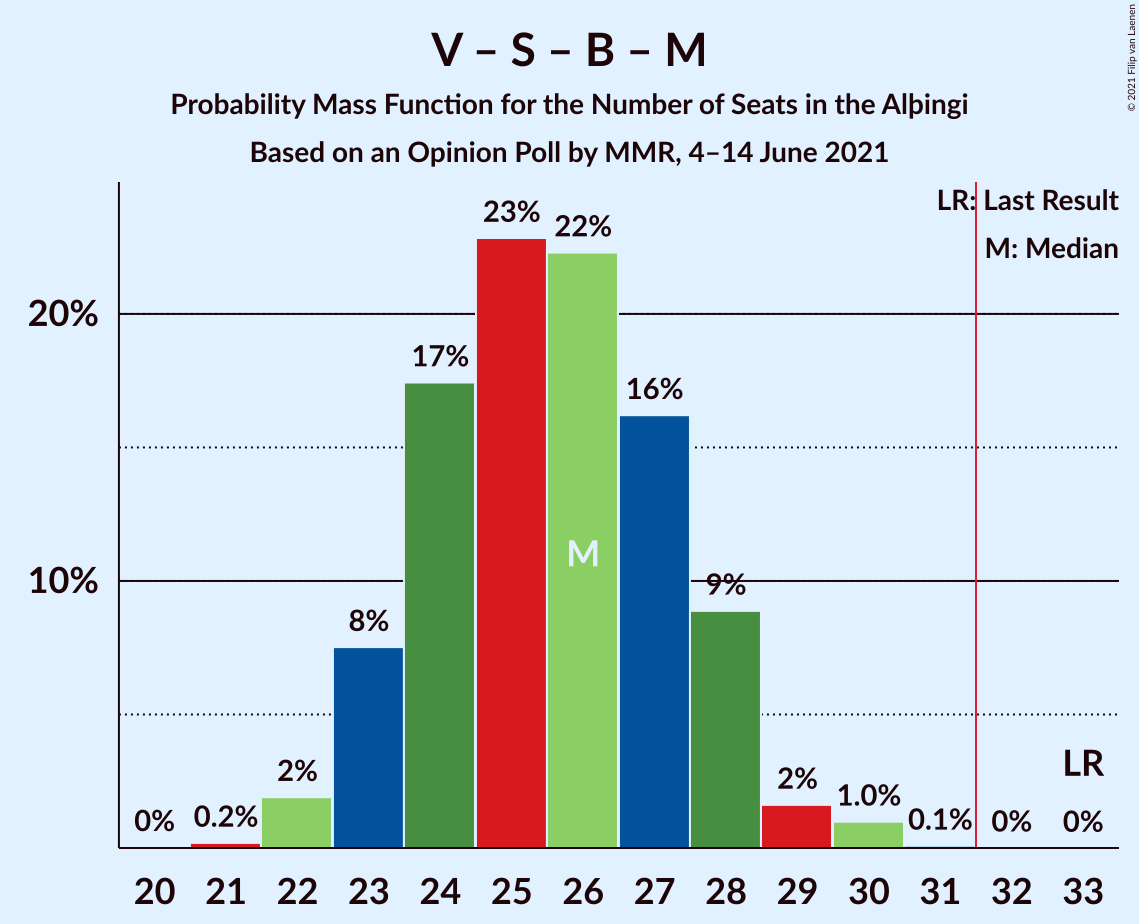 V – S – B – M
Probability Mass Function for the Number of Seats in the Alþingi
Based on an Opinion Poll by MMR, 4–14 June 2021
© 2021 Filip van Laenen
LR: Last Result
M: Median
20%
10%
0%
0.2%
2%
8%
17%
23%
22%
16%
9%
2%
1.0%
0.1%
0%
0%
M
LR
20 21 22 23 24 25 26 27 28 29 30 31 32 33